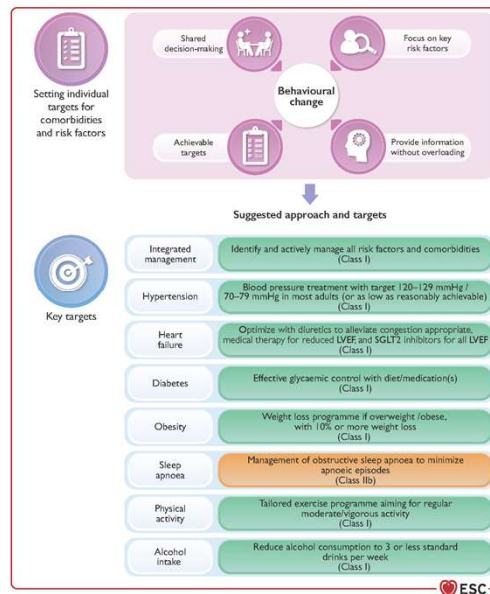 Shared
decision-making
Focus on key
risk factors
Setting individual
targets for
comorbidities
and risk factors
Behavioural
change
Achievable
targets
Provide information
without overloading
Suggested approach and targets
Key targets
Integrated
management
Identify and actively manage all risk factors and comorbidities
(Class I)
Hypertension
Blood pressure treatment with target 120–129 mmHg /
70–79 mmHg in most adults (or as low as reasonably achievable)
(Class I)
Heart
failure
Optimize with diuretics to alleviate congestion appropriate,
medical therapy for reduced LVEF, and SGLT2 inhibitors for all LVEF
(Class I)
Diabetes
Effective glycaemic control with diet/medication(s)
(Class I)
Obesity
Weight loss programme if overweight /obese,
with 10% or more weight loss
(Class I)
Sleep
apnoea
Management of obstructive sleep apnoea to minimize
apnoeic episodes
(Class IIb)
Physical
activity
Tailored exercise programme aiming for regular
moderate/vigorous activity
(Class I)
Alcohol
intake
Reduce alcohol consumption to 3 or less standard
drinks per week
(Class I)
ESC